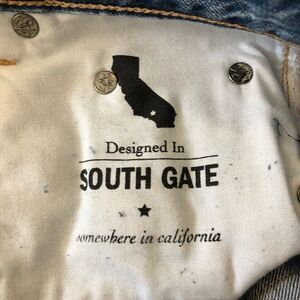 Designed In
SOUTH GATE
somewhere in california